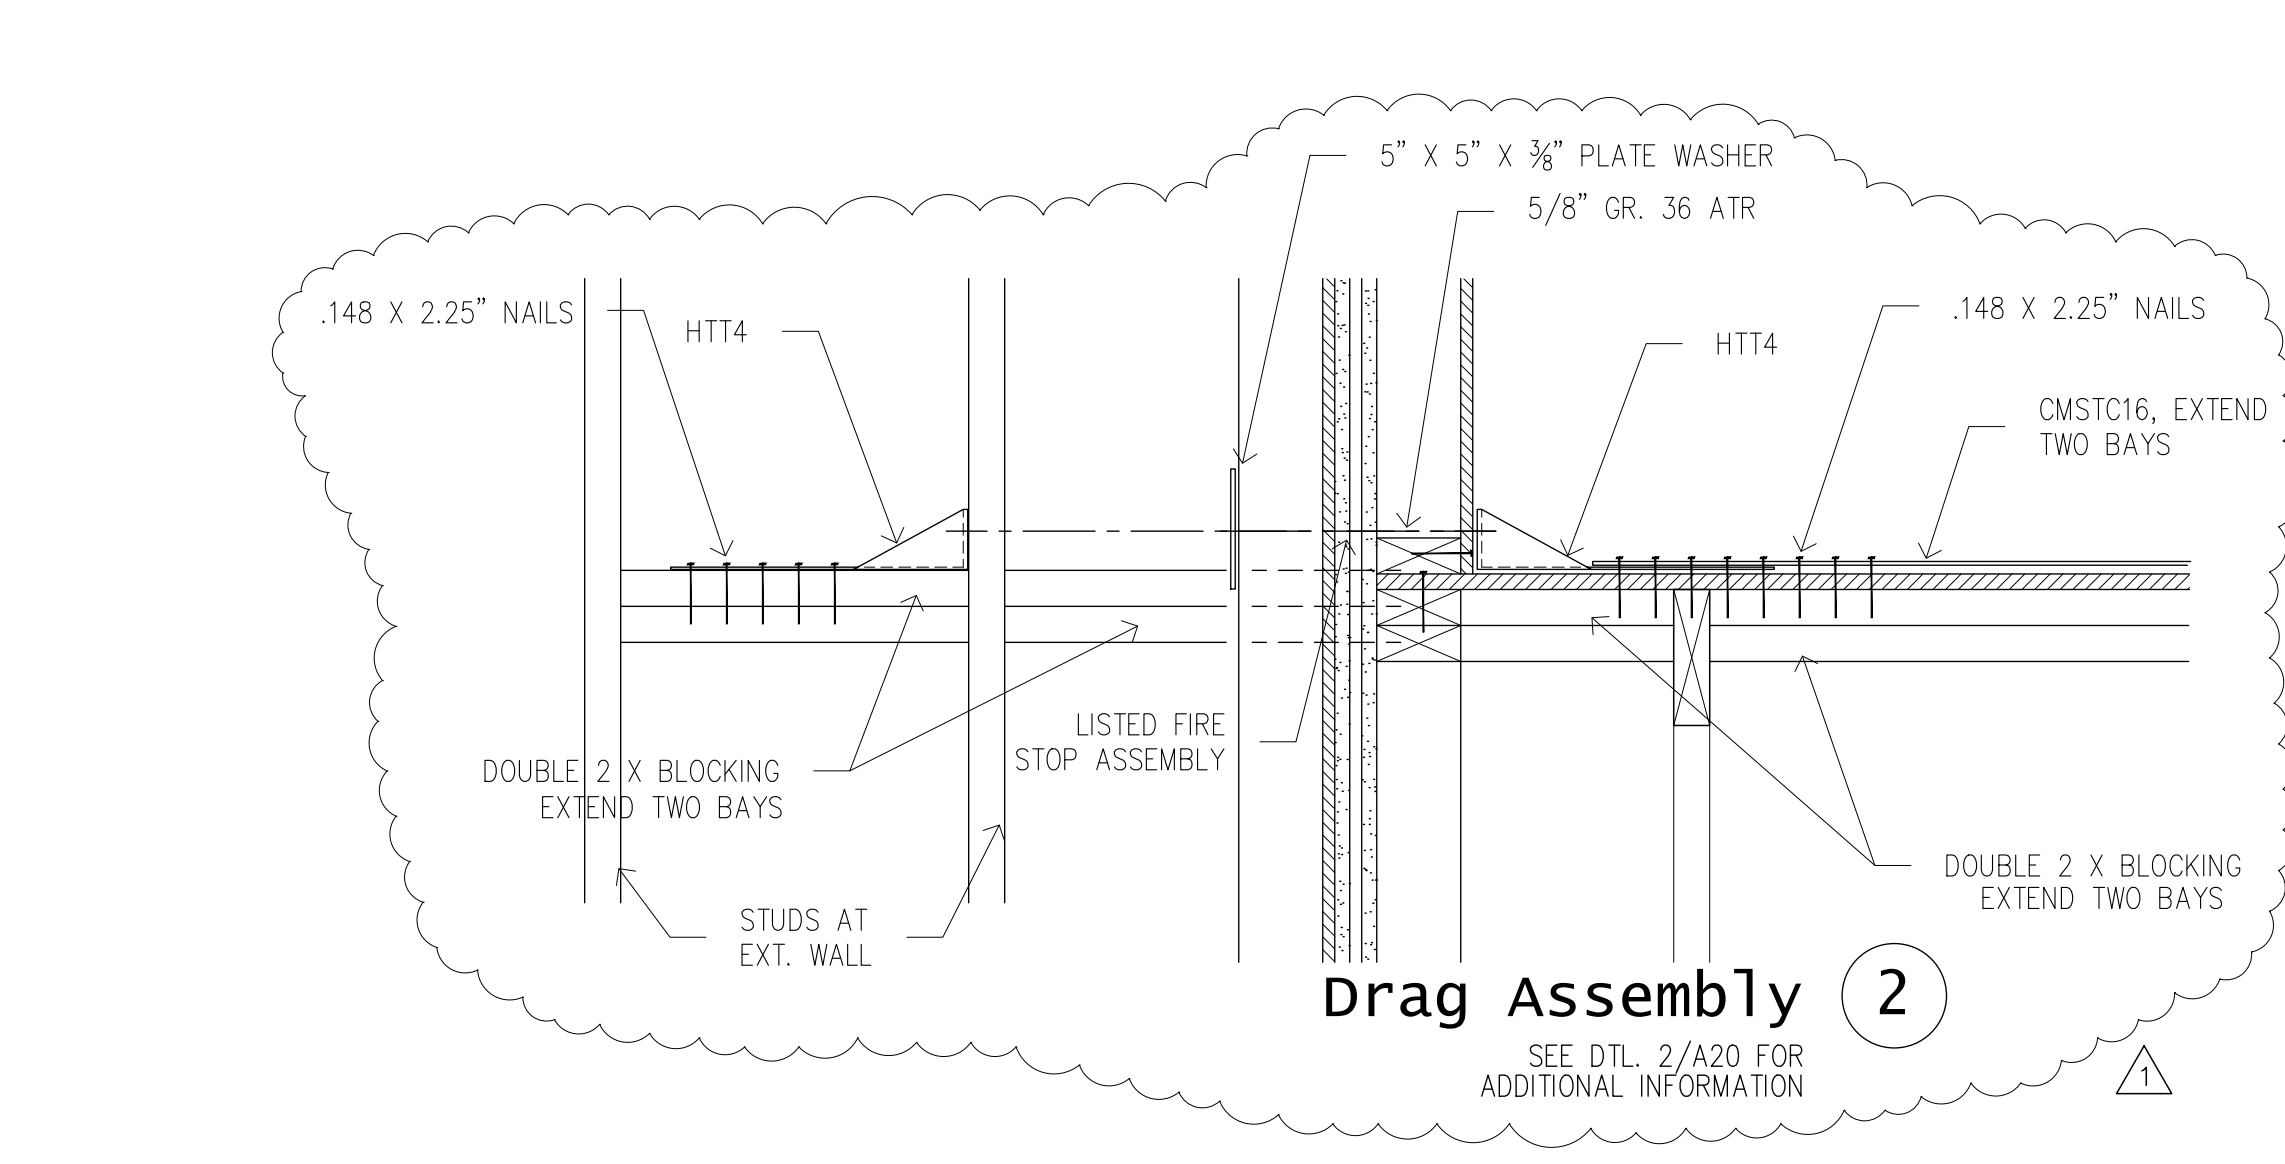 5" X 5" X ⅜" PLATE WASHER
5/8" GR. 36 ATR
.148 X 2.25" NAILS
HTT4
.148 X 2.25" NAILS
HTT4
CMSTC16, EXTEND
TWO BAYS
LISTED FIRE
STOP ASSEMBLY
DOUBLE 2 X BLOCKING
EXTEND TWO BAYS
DOUBLE 2 X BLOCKING
EXTEND TWO BAYS
STUDS AT
EXT. WALL
Drag Assembly 2
SEE DTL. 2/A20 FOR
ADDITIONAL INFORMATION
1